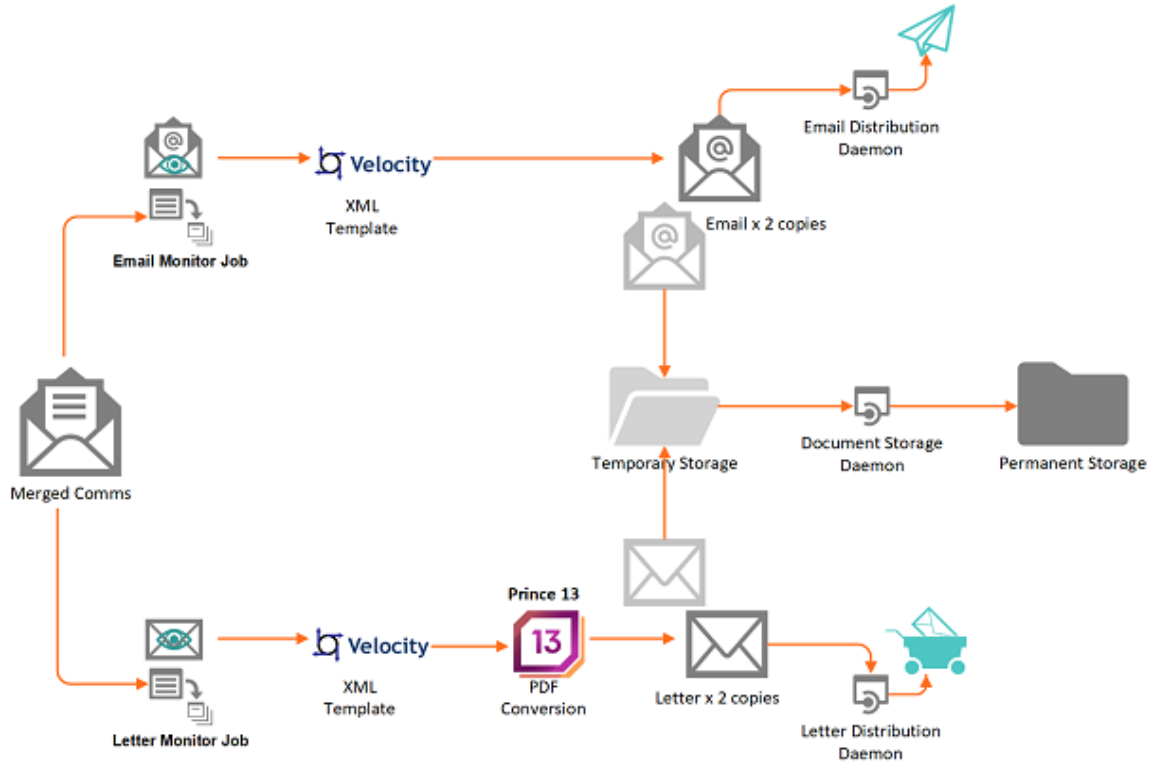 Email Distribution
Daemon
@
Velocity
XML
Template
@
Email x 2 copies
@
Email Monitor Job
Merged Comms
Temporary Storage
Document Storage
Daemon
Permanent Storage
Prince 13
13
PDF
Conversion
Velocity
XML
Template
Letter x 2 copies
Letter Monitor Job
Letter Distribution
Daemon